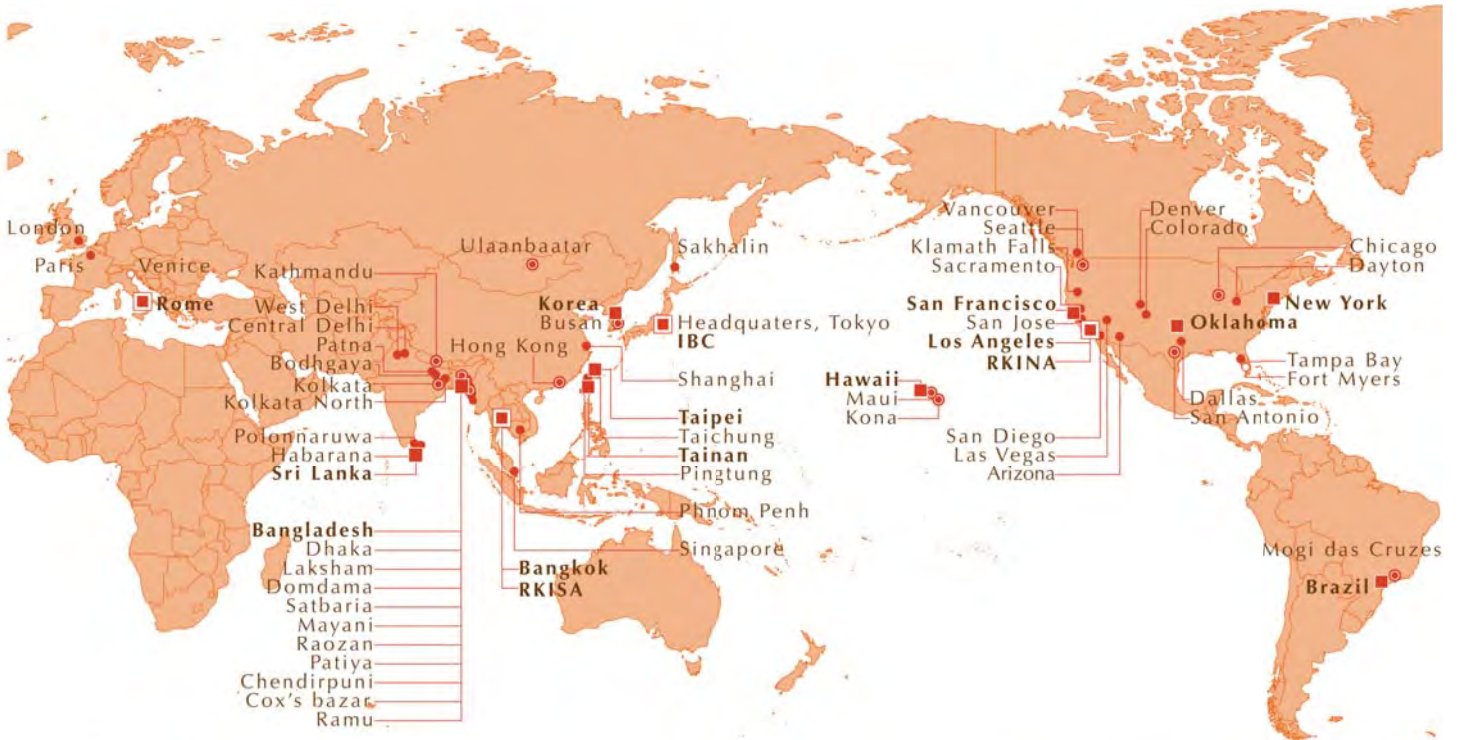 London
Paris
Venice
Rome
Kathmandu
West Delhi
Central Delhi
Patna
Bodhgaya
Kolkata
Kolkata North
Polonnaruwa
Habarana
Sri Lanka
Bangladesh
Dhaka
Laksham
Domdama
Satbaria
Mayani
Raozan
Patiya
Chendirpuni
Cox's bazar
Ramu
Ulaanbaatar
Sakhalin
Korea
Busan
Headquaters, Tokyo
IBC
Hong Kong
Shanghai
Taipei
Taichung
Tainan
Pingtung
Phnom Penh
Singapore
Bangkok
RKISA
Vancouver
Seattle
Klamath Falls
Sacramento
San Francisco
San Jose
Los Angeles
RKINA
Hawaii
Maui
Kona
San Diego
Las Vegas
Arizona
Denver
Colorado
Chicago
Dayton
New York
Oklahoma
Tampa Bay
Fort Myers
Dallas
San Antonio
Mogi das Cruzes
Brazil